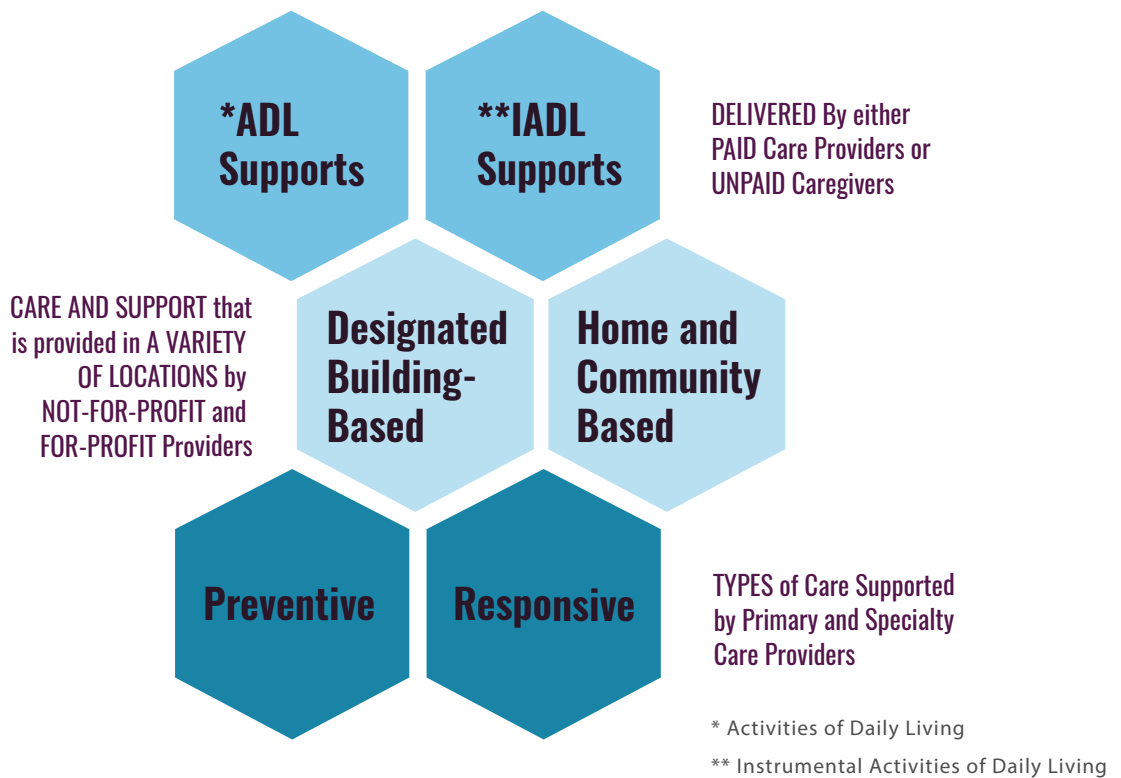 *ADL
Supports
**IADL
Supports
DELIVERED By either
PAID Care Providers or
UNPAID Caregivers
CARE AND SUPPORT that
is provided in A VARIETY
OF LOCATIONS by
NOT-FOR-PROFIT and
FOR-PROFIT Providers
Designated
Building-
Based
Home and
Community
Based
Preventive
Responsive
TYPES of Care Supported
by Primary and Specialty
Care Providers
* Activities of Daily Living
** Instrumental Activities of Daily Living